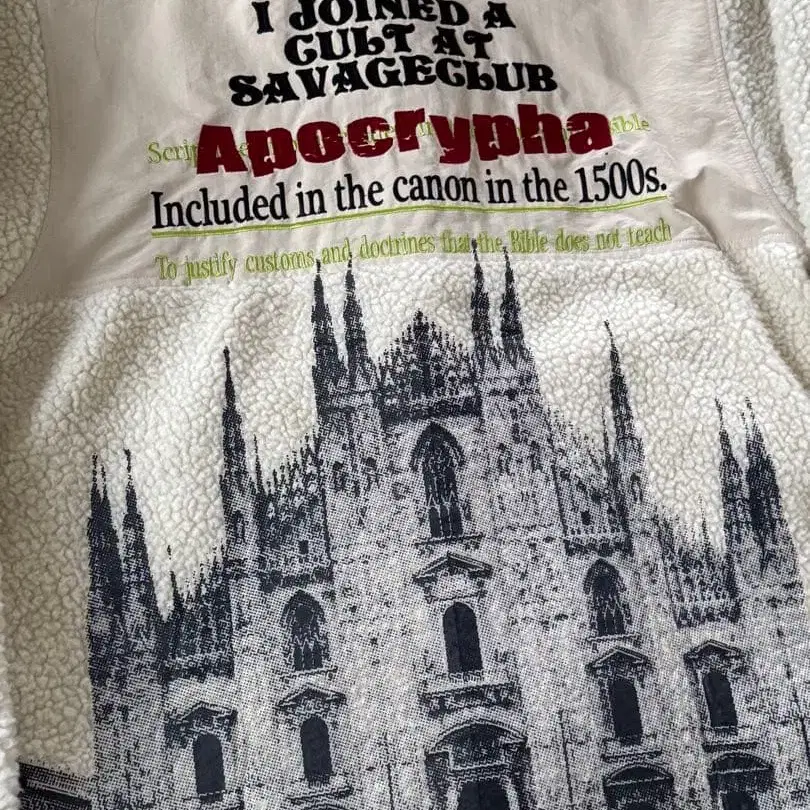 I JOINED A
CULT AT
SAVAGECLUB
Apocrypha
Included in the canon in the 1500s.
To justify customs and doctrines that the Bible does not teach